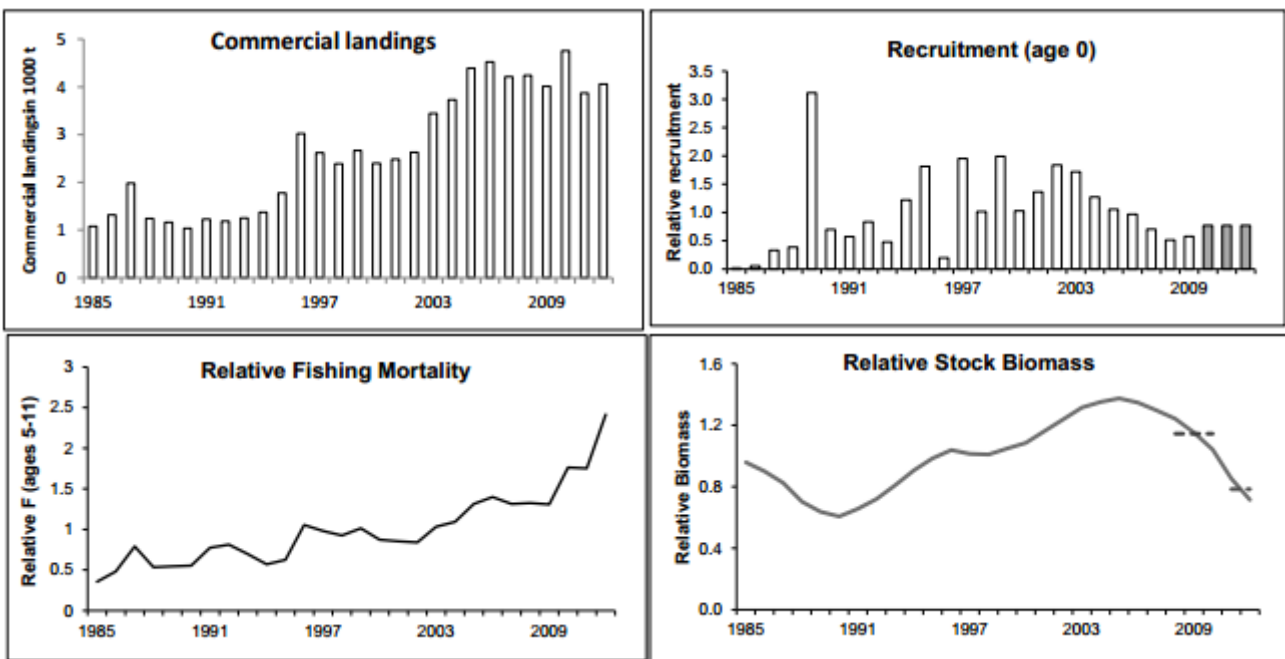 Commercial landings
Commercial landingsin 1000 t
5
4
3
2
1
0
1985 1991 1997 2003 2009
Recruitment (age 0)
Relative recruitment
3.5
3.0
2.5
2.0
1.5
1.0
0.5
0.0
1985 1991 1997 2003 2009
Relative Fishing Mortality
Relative F (ages 5-11)
3
2.5
2
1.5
1
0.5
0
1985 1991 1997 2003 2009
Relative Stock Biomass
Relative Biomass
1.6
1.2
0.8
0.4
0.0
1985 1991 1997 2003 2009